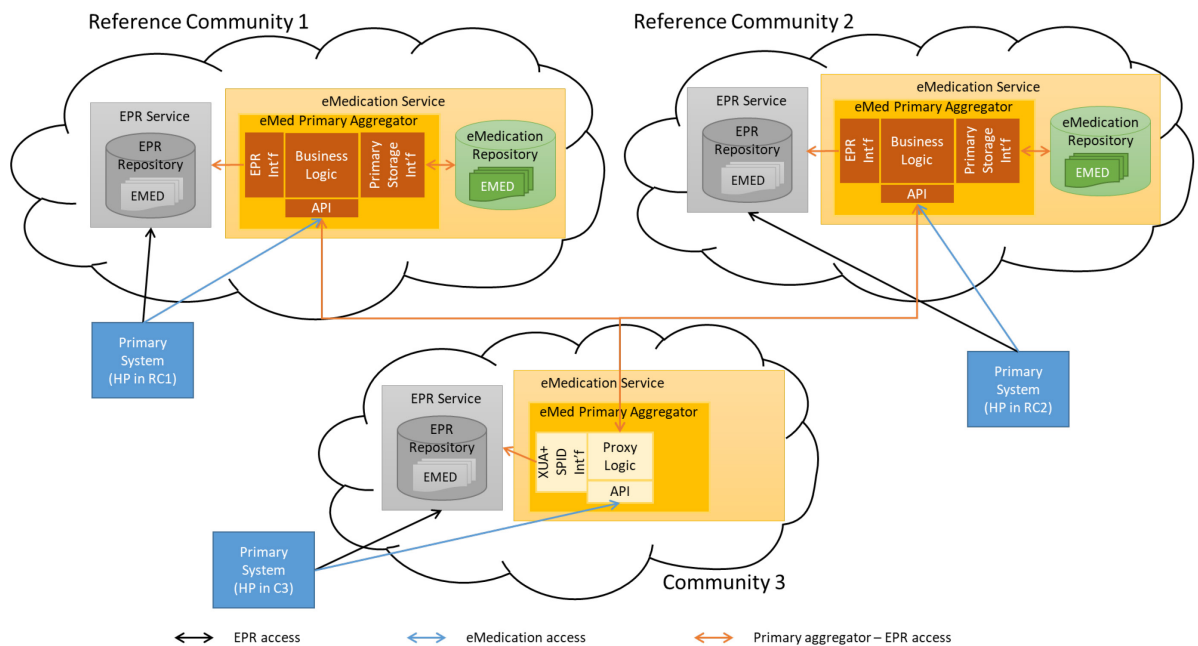 Reference Community 1
eMedication Service
eMed Primary Aggregator
EPR Service
EPR
Repository
EMED
EPR
Int'f
Business
Logic
Primary
Storage
Int'f
API
eMedication
Repository
EMED
Primary
System
(HP in RC1)
Reference Community 2
eMedication Service
eMed Primary Aggregator
EPR Service
EPR
Repository
EMED
EPR
Int'f
Business
Logic
Primary
Storage
Int'f
API
eMedication
Repository
EMED
Primary
System
(HP in RC2)
eMedication Service
eMed Primary Aggregator
EPR Service
EPR
Repository
EMED
XUA+
SPID
Int'f
Proxy
Logic
API
Primary
System
(HP in C3)
Community 3
EPR access
eMedication access
Primary aggregator – EPR access